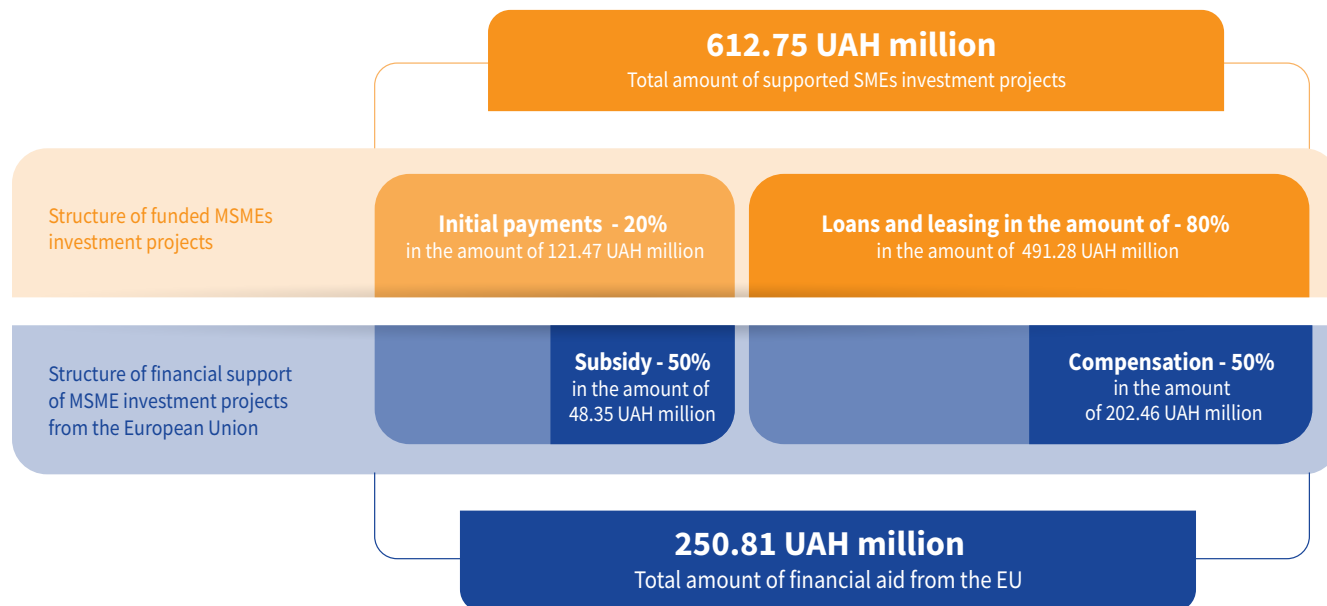 612.75 UAH million
Total amount of supported SMEs investment projects
Structure of funded MSMEs
investment projects
Initial payments - 20%
in the amount of 121.47 UAH million
Loans and leasing in the amount of - 80%
in the amount of 491.28 UAH million
Structure of financial support
of MSME investment projects
from the European Union
Subsidy - 50%
in the amount of
48.35 UAH million
Compensation - 50%
in the amount
of 202.46 UAH million
250.81 UAH million
Total amount of financial aid from the EU